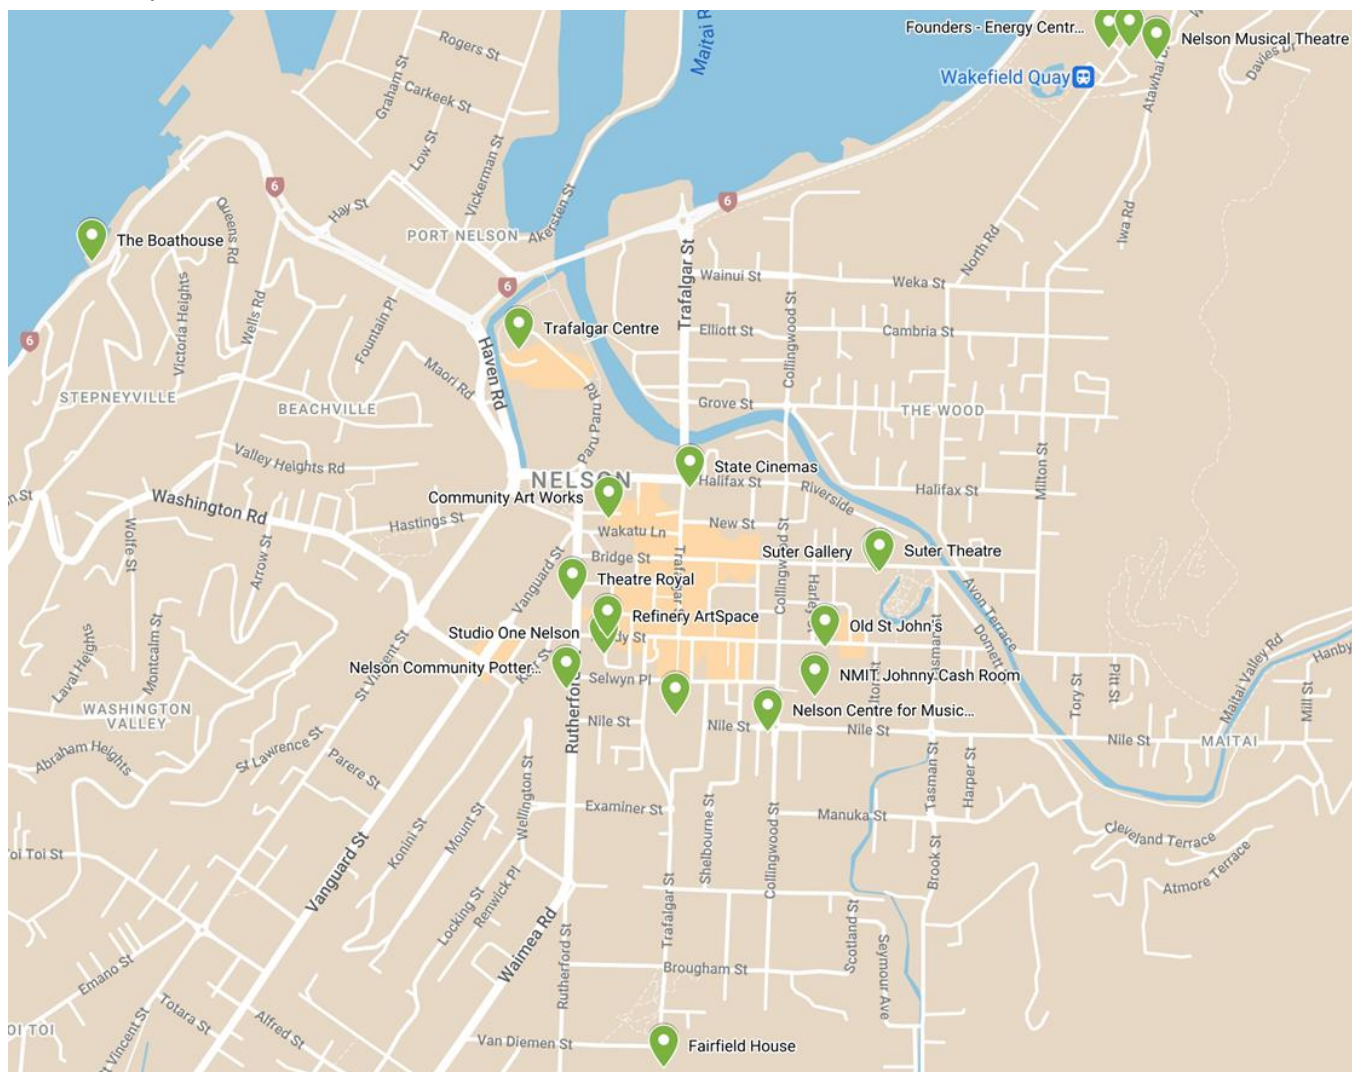 Founders - Energy Centr...
Nelson Musical Theatre
Rogers St
Maitai R
Davies Dr
Wakefield Quay
Graham St
Carkeek St
Atawhai D
Low St
Vickerman St
6
6
Hay St
Queens Rd
Akersten St
Iwa Rd
The Boathouse
PORT NELSON
North Rd
Wainui St
Weka St
6
Trafalgar St
Victoria Heights
Wells Rd
Fountain Pl
Trafalgar Centre
Elliott St
Collingwood St
Cambria St
6
Haven Rd
Maori Rd
STEPNEYVILLE
BEACHVILLE
Paru Paru Rd
Grove St
THE WOOD
Valley Heights Rd
NELSON
State Cinemas
Halifax St
Riverside
Halifax St
Milton St
on St
Washington Rd
Community Art Works
Hastings St
Wakatu Ln
New St
Wolfe St
Arrow St
Vanguard St
Bridge St
Trafalgar S
Collingwood St
Suter Gallery
Suter Theatre
Theatre Royal
Harley St
Avon Terrace
Domett
Refinery ArtSpace
Studio One Nelson
dy St
Old St John's
Tasman St
Laval Heights
Montcalm St
St Vincent St
Nelson Community Potter...
Selwyn Pl
NMIT Johnny Cash Room
Tory St
Pitt St
Maitai Valley Rd
Hanby
Mill St
WASHINGTON
VALLEY
Rutherford
Nelson Centre for Music...
Nile St
Nile St
Nile St
Nile St
MAITAI
Abraham Heights
St Lawrence St
Parere St
Wellington St
Examiner St
Shelbourne St
Collingwood St
Manuka St
Tasman St
Harper St
Cleveland Terrace
Toi Toi St
Vanguard St
Konini St
Mount St
Brook St
Atmore Terrace
Locking St
Renwick Pl
Waimea Rd
Trafalgar St
Scotland St
Seymour Ave
Emano St
Rutherford St
Brougham St
OI TOI
Totara St
St Vincent St
Alfred St
Van Diemen St
Fairfield House